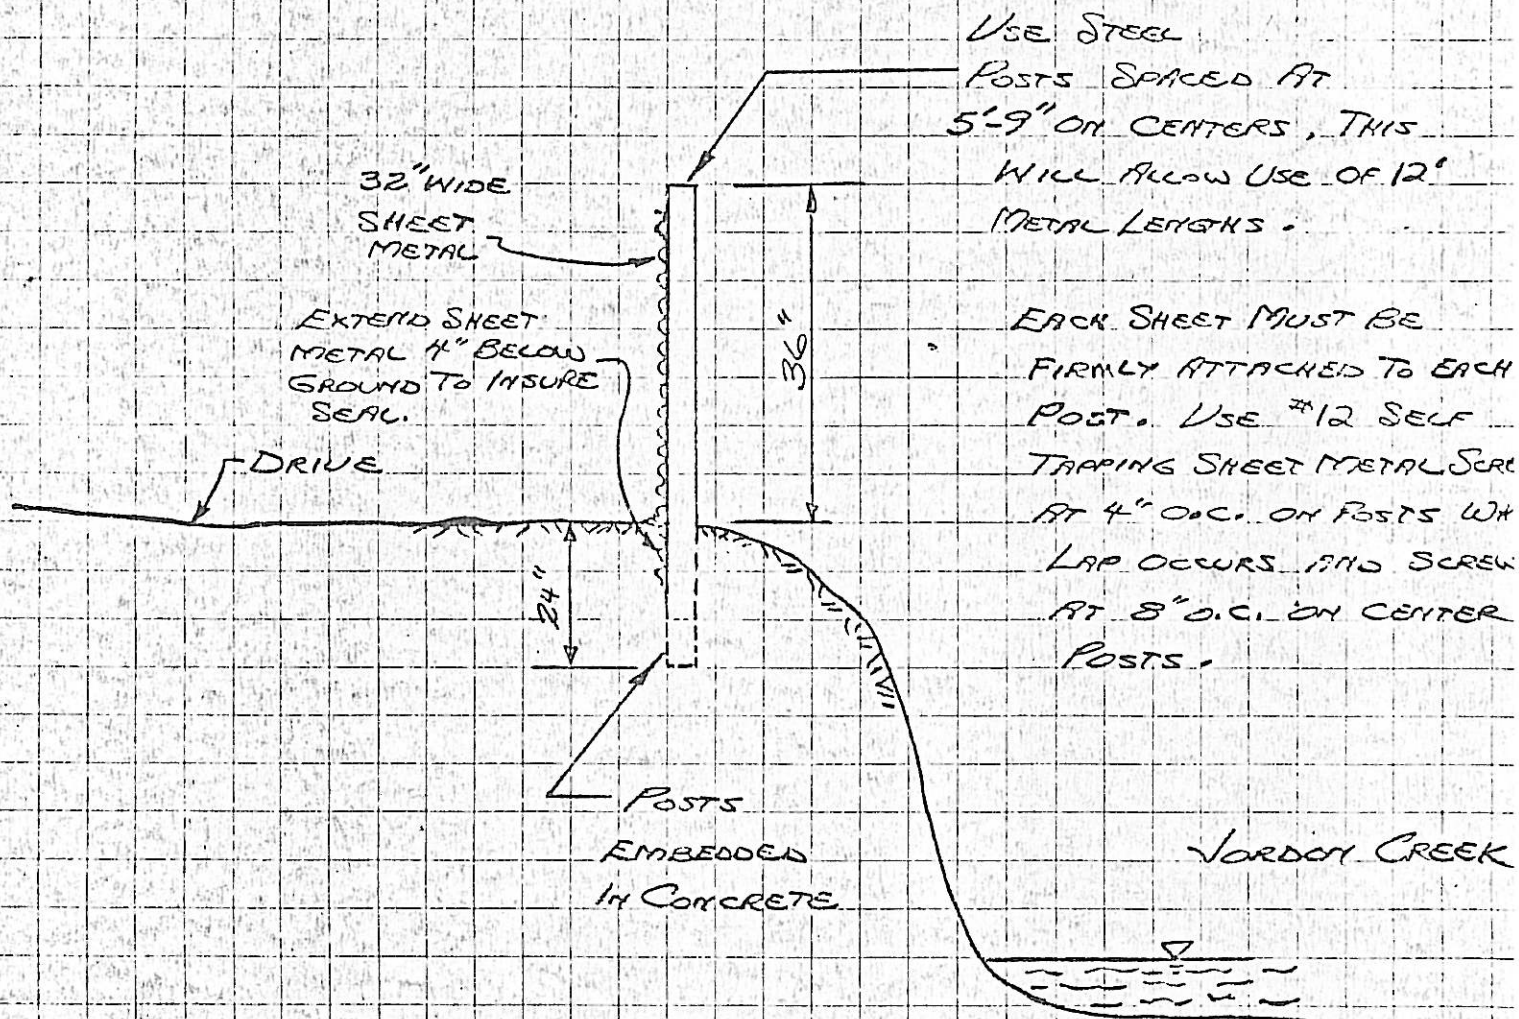 USE STEEL
POSTS SPACED AT
5'-9" ON CENTERS, THIS
WILL ALLOW USE OF 12'
METAL LENGTHS.
32" WIDE
SHEET
METAL
EXTEND SHEET
METAL 4" BELOW
GROUND TO INSURE
SEAL.
DRIVE
36"
24"
EACH SHEET MUST BE
FIRMLY ATTACHED TO EACH
POST. USE #12 SELF
TAPPING SHEET METAL SCRE
AT 4" O.C. ON POSTS WH
LAP OCCURS AND SCREW
AT 8" O.C. ON CENTER
POSTS.
POSTS
EMBEDDED
IN CONCRETE
CREEK